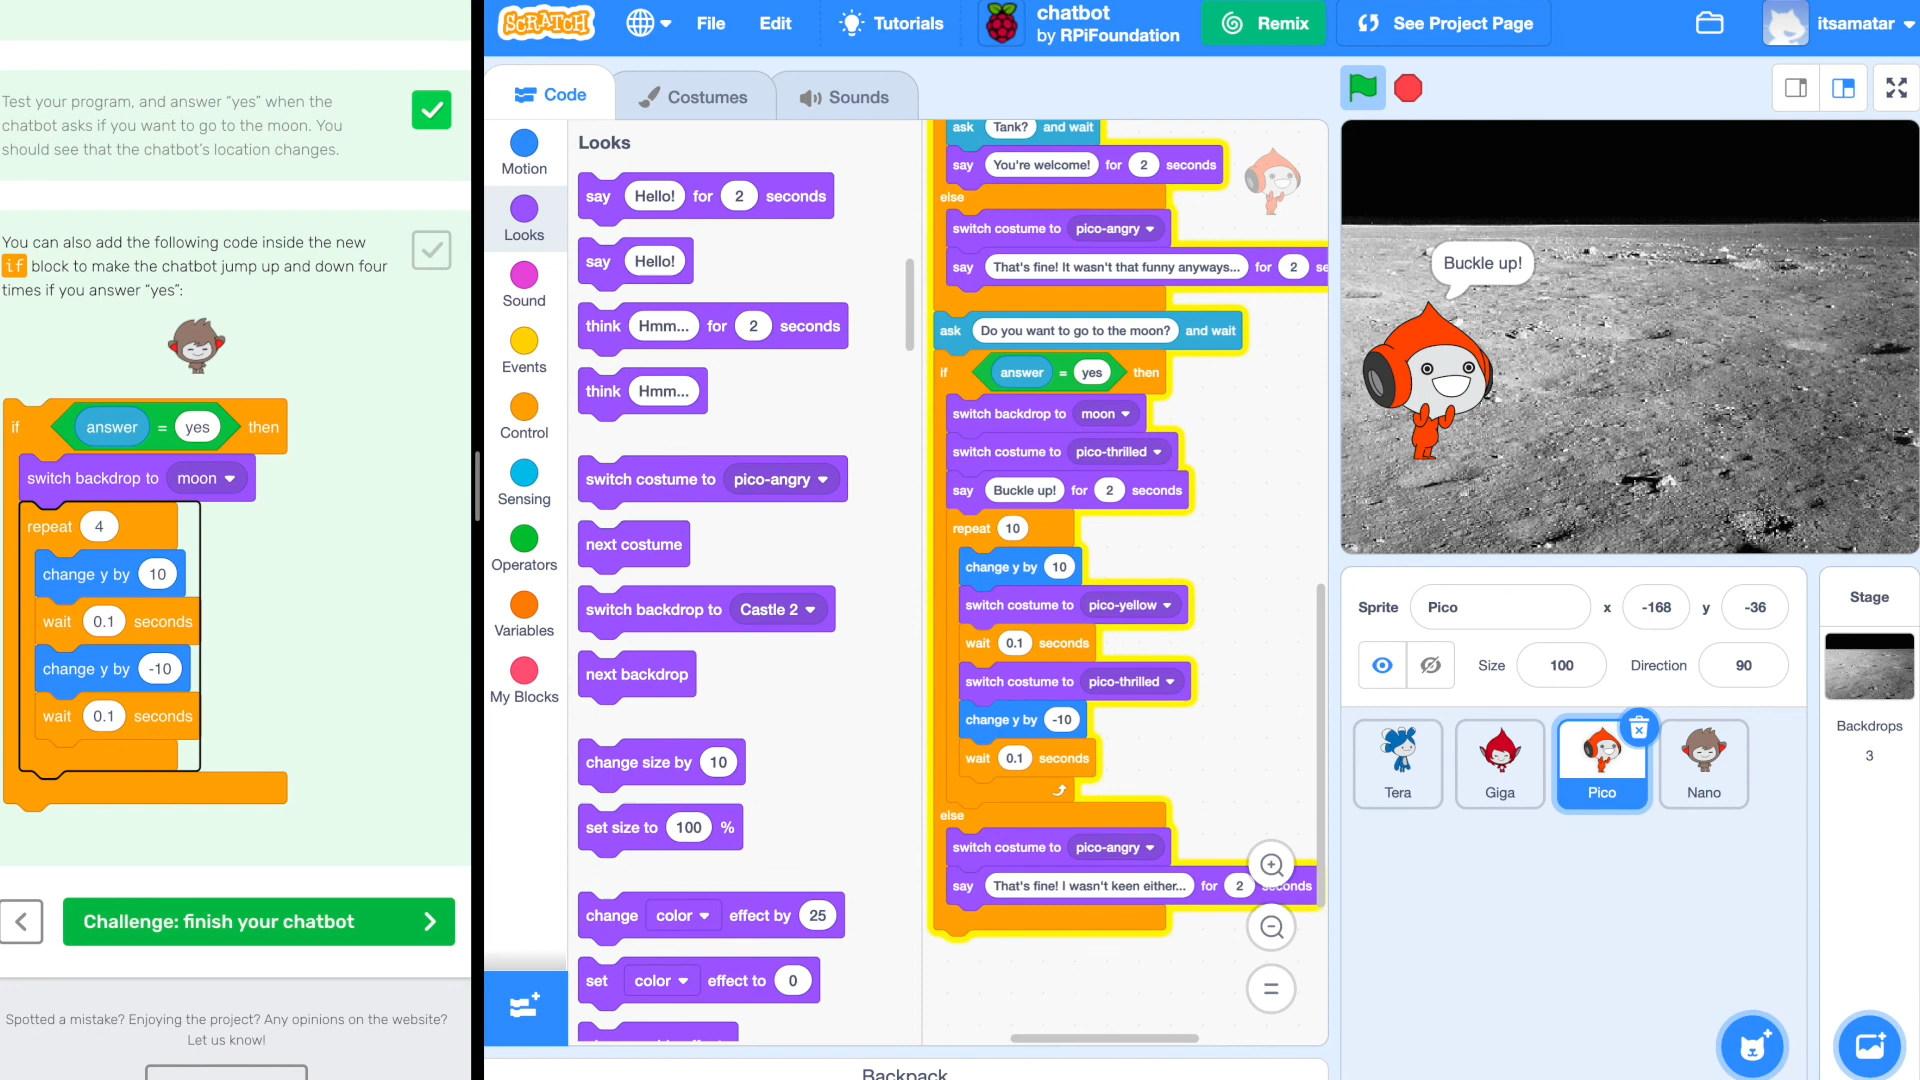 Test your program, and answer “yes” when the
chatbot asks if you want to go to the moon. You
should see that the chatbot’s location changes.
You can also add the following code inside the new
if block to make the chatbot jump up and down four
times if you answer “yes”:
if answer = yes then
switch backdrop to moon
repeat 4
change y by 10
wait 0.1 seconds
change y by -10
wait 0.1 seconds
Challenge: finish your chatbot
Spotted a mistake? Enjoying the project? Any opinions on the website?
Let us know!
SCRATCH File Edit Tutorials chatbot
by RPiFoundation
Remix See Project Page itsamatar
Code Costumes Sounds
Motion
Looks
Sound
Events
Control
Sensing
Operators
Variables
My Blocks
Looks
say Hello! for 2 seconds
say Hello!
think Hmm... for 2 seconds
think Hmm...
switch costume to pico-angry
next costume
switch backdrop to Castle 2
next backdrop
change size by 10
set size to 100 %
change color effect by 25
set color effect to 0
ask Tank? and wait
say You're welcome! for 2 seconds
else
switch costume to pico-angry
say That's fine! It wasn't that funny anyways... for 2 se
ask Do you want to go to the moon? and wait
if answer = yes then
switch backdrop to moon
switch costume to pico-thrilled
say Buckle up! for 2 seconds
repeat 10
change y by 10
switch costume to pico-yellow
wait 0.1 seconds
switch costume to pico-thrilled
change y by -10
wait 0.1 seconds
else
switch costume to pico-angry
say That's fine! I wasn't keen either... for 2 seconds
Backpack
Buckle up!
Sprite Pico x -168 y -36
Size 100 Direction 90
Tera Giga Pico Nano
Stage
Backdrops
3